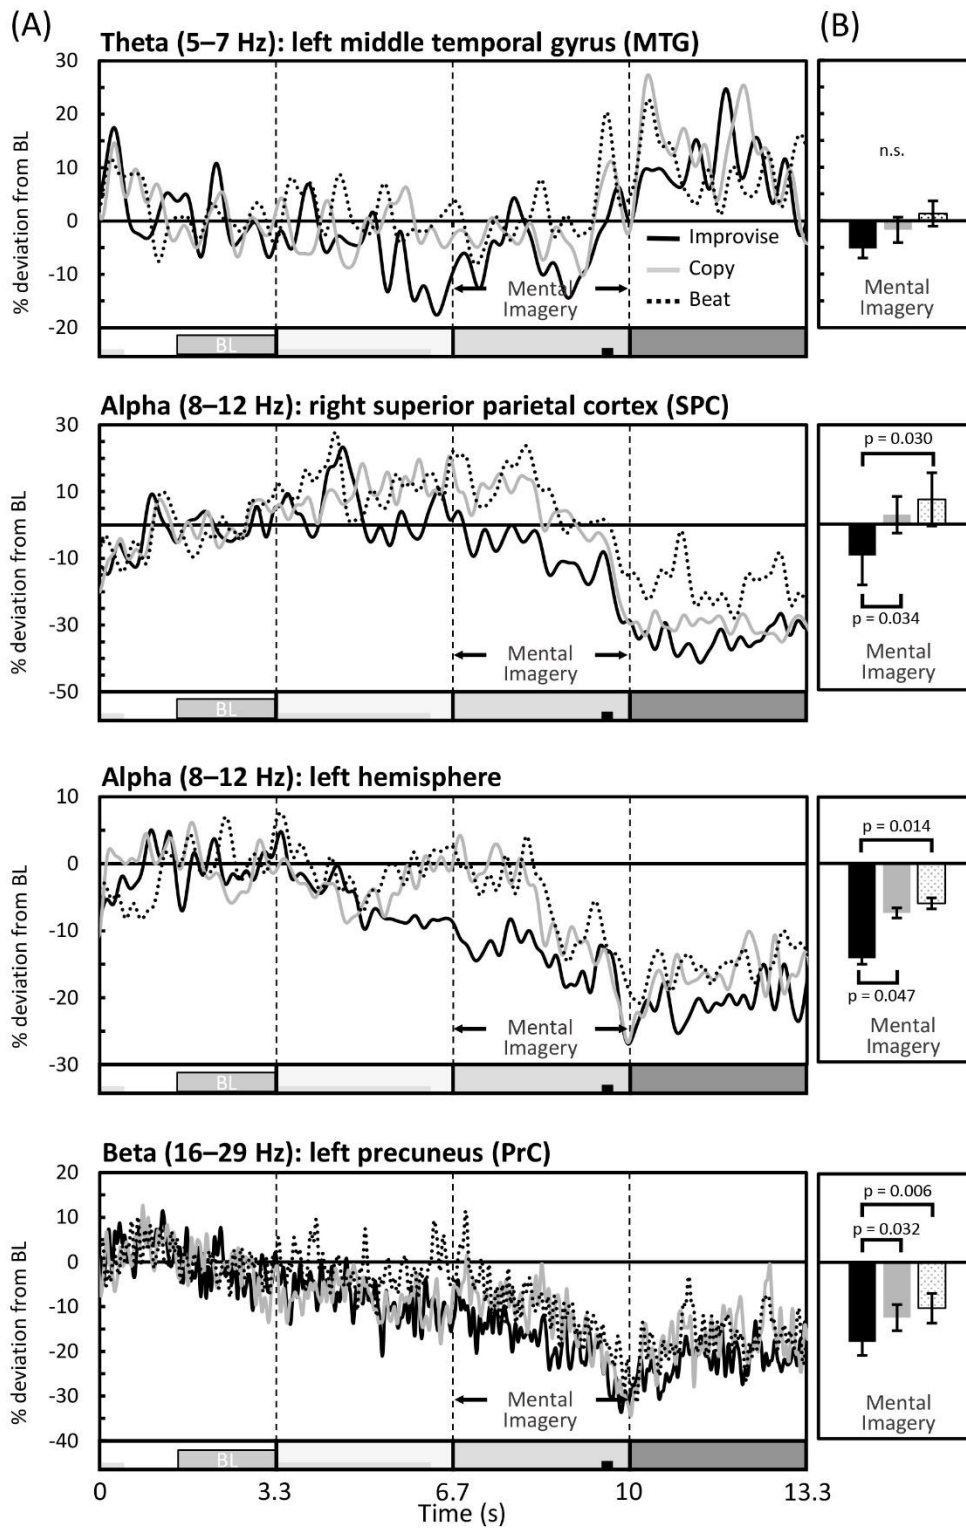 (A)
(B)
Theta (5–7 Hz): left middle temporal gyrus (MTG)
% deviation from BL
30
20
10
0
-10
-20
Improvise
Copy
Beat
Mental
Imagery
BL
n.s.
Mental
Imagery
Alpha (8–12 Hz): right superior parietal cortex (SPC)
% deviation from BL
30
10
-10
-30
-50
Mental
Imagery
BL
p = 0.030
p = 0.034
Mental
Imagery
Alpha (8–12 Hz): left hemisphere
% deviation from BL
10
0
-10
-20
-30
Mental
Imagery
BL
p = 0.014
p = 0.047
Mental
Imagery
Beta (16–29 Hz): left precuneus (PrC)
% deviation from BL
20
10
0
-10
-20
-30
-40
Mental
Imagery
BL
p = 0.006
p = 0.032
Mental
Imagery
0
3.3
6.7
10
13.3
Time (s)